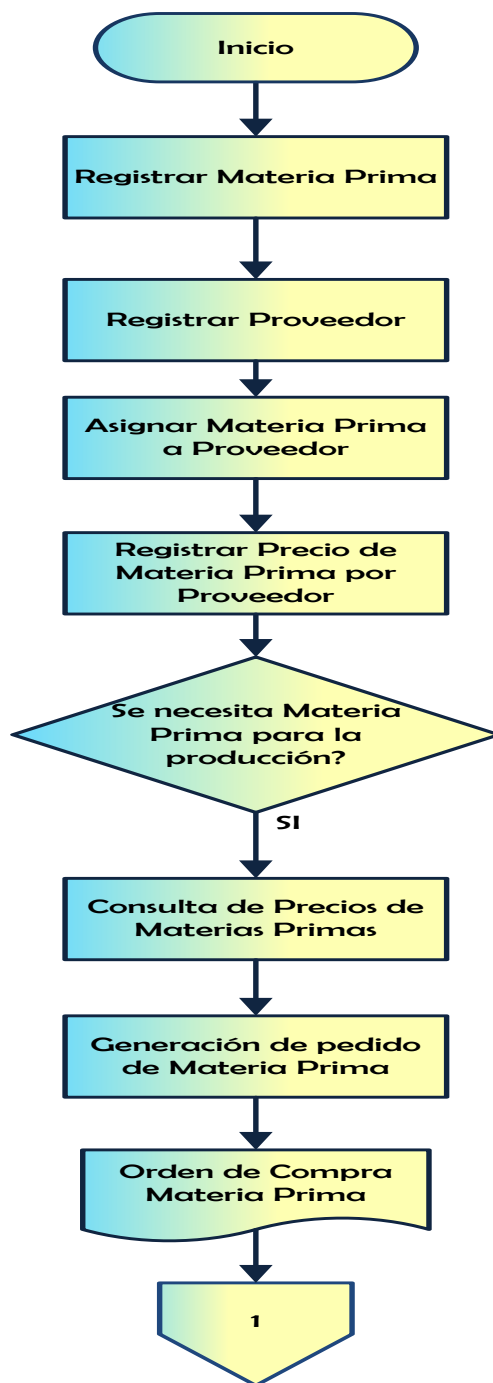 Inicio
Registrar Materia Prima
Registrar Proveedor
Asignar Materia Prima
a Proveedor
Registrar Precio de
Materia Prima por
Proveedor
Se necesita Materia
Prima para la
producción?
SI
Consulta de Precios de
Materias Primas
Generación de pedido
de Materia Prima
Orden de Compra
Materia Prima
1